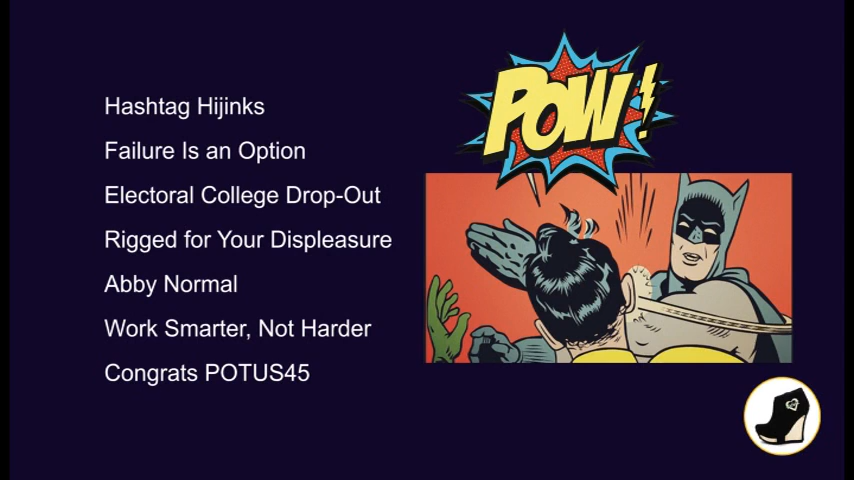 POW!
Hashtag Hijinks
Failure Is an Option
Electoral College Drop-Out
Rigged for Your Displeasure
Abby Normal
Work Smarter, Not Harder
Congrats POTUS45